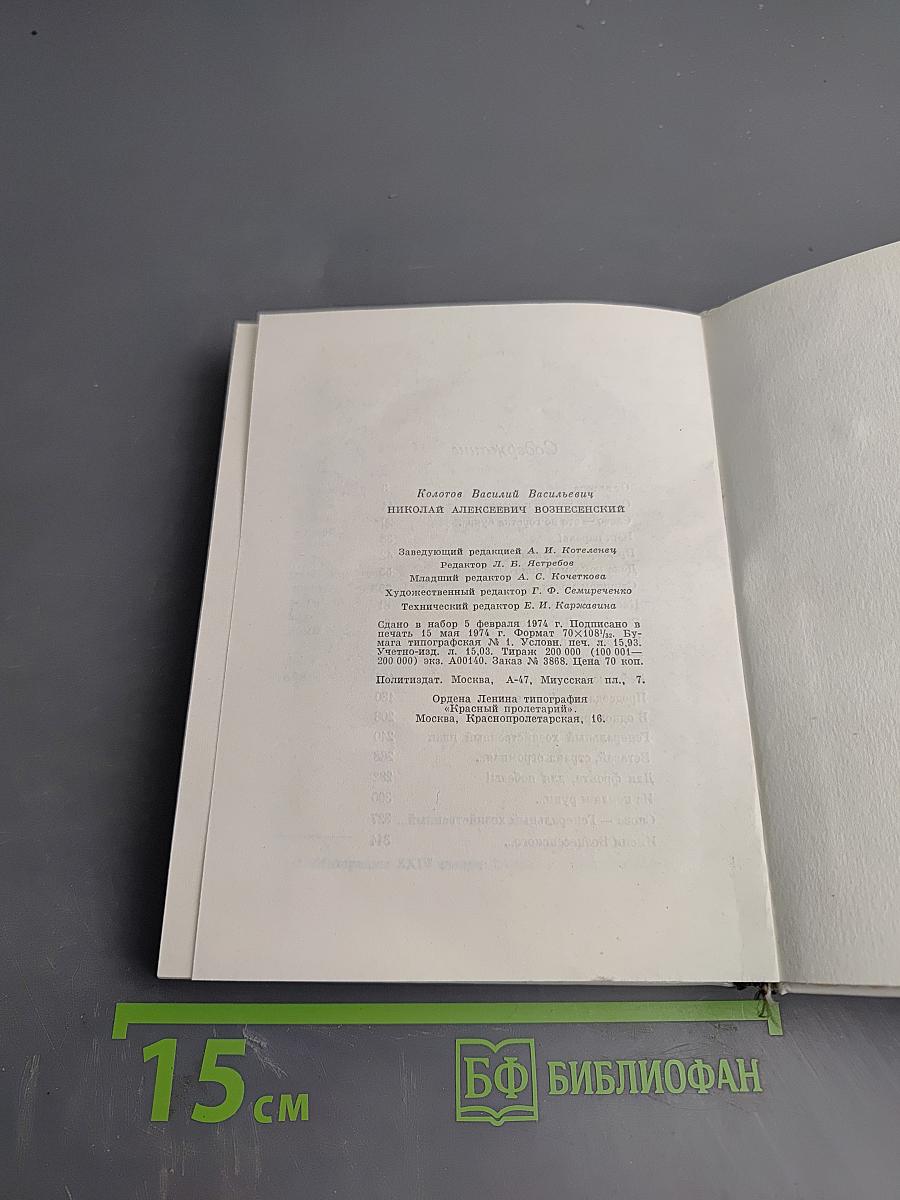 Колотов Василий Васильевич
НИКОЛАЙ АЛЕКСЕЕВИЧ ВОЗНЕСЕНСКИЙ
Заведующий редакцией А. И. Котеленец
Редактор Л. Б. Ястребов
Младший редактор А. С. Кочеткова
Художественный редактор Г. Ф. Семиреченко
Технический редактор Е. И. Каржавина
Сдано в набор 5 февраля 1974 г. Подписано в
печать 15 мая 1974 г. Формат 70×108¹/₃₂. Бу-
мага типографская № 1. Условн. печ. л. 15,93.
Учетно-изд. л. 15,03. Тираж 200 000 (100 001—
200 000) экз. А00140. Заказ № 3868. Цена 70 коп.
Политиздат. Москва, А-47, Миусская пл., 7.
Ордена Ленина типография
«Красный пролетарий».
Москва, Краснопролетарская, 16.
15 см
БФ БИБЛИОФАН